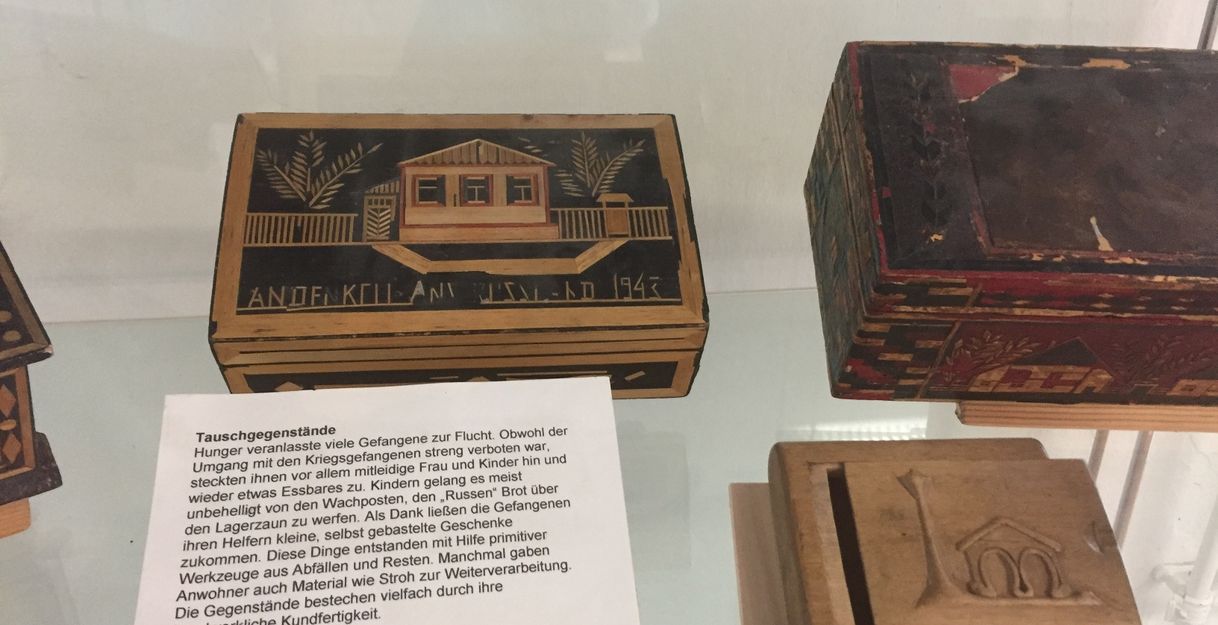 ANDENKEN AN 1943
Tauschgegenstände
Hunger veranlasste viele Gefangene zur Flucht. Obwohl der
Umgang mit den Kriegsgefangenen streng verboten war,
steckten ihnen vor allem mitleidige Frau und Kinder hin und
wieder etwas Essbares zu. Kindern gelang es meist
unbehelligt von den Wachposten, den „Russen“ Brot über
den Lagerzaun zu werfen. Als Dank ließen die Gefangenen
ihren Helfern kleine, selbst gebastelte Geschenke
zukommen. Diese Dinge entstanden mit Hilfe primitiver
Werkzeuge aus Abfällen und Resten. Manchmal gaben
Anwohner auch Material wie Stroh zur Weiterverarbeitung.
Die Gegenstände bestechen vielfach durch ihre
Kundfertigkeit.